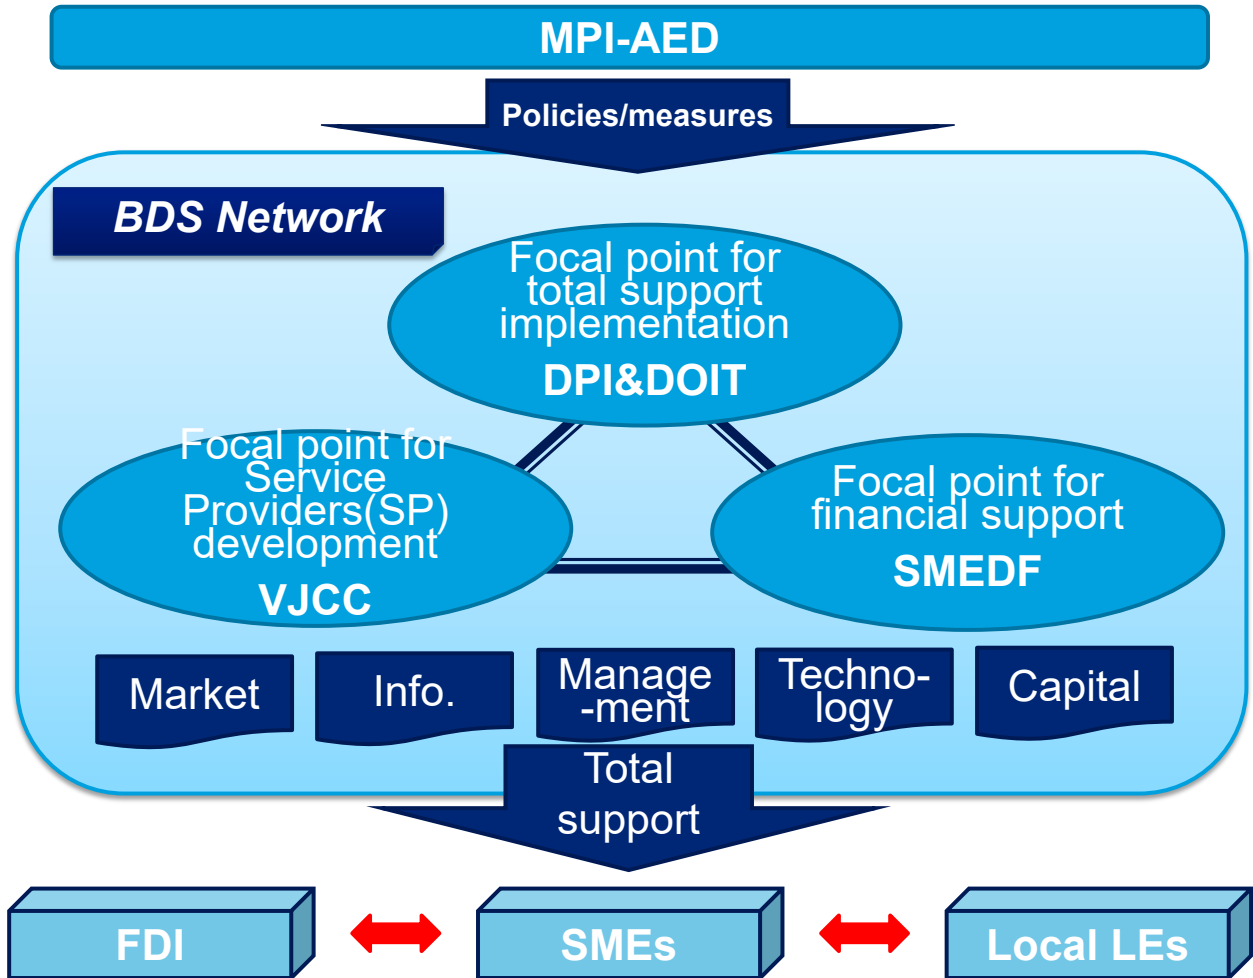 MPI-AED
Policies/measures
BDS Network
Focal point for
total support
implementation
DPI&DOIT
Focal point for
Service
Providers(SP)
development
VJCC
Focal point for
financial support
SMEDF
Market
Info.
Manage
-ment
Techno-
logy
Capital
Total
support
FDI
SMEs
Local LEs